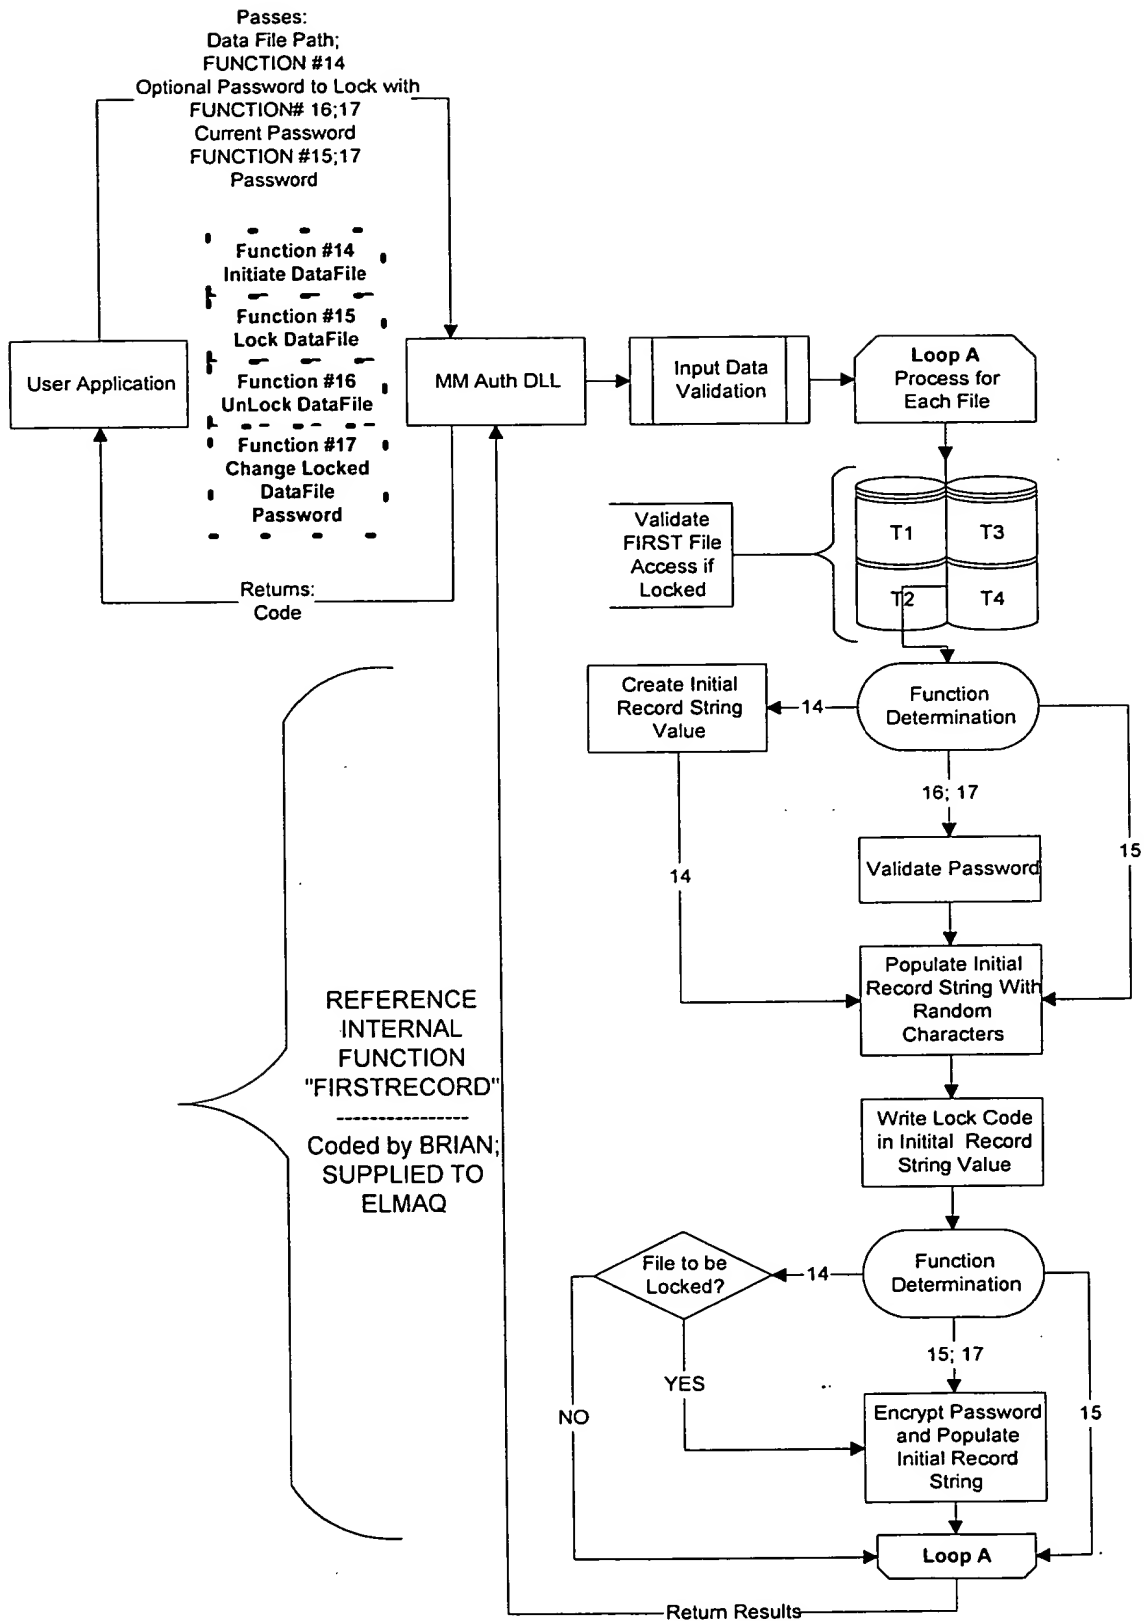 Passes:
Data File Path;
FUNCTION #14
Optional Password to Lock with
FUNCTION# 16;17
Current Password
FUNCTION #15;17
Password
Function #14
Initiate DataFile
Function #15
Lock DataFile
Function #16
UnLock DataFile
Function #17
Change Locked
DataFile
Password
User Application
MM Auth DLL
Input Data
Validation
Loop A
Process for
Each File
Returns:
Code
Validate
FIRST File
Access if
Locked
T1
T3
T2
T4
Create Initial
Record String
Value
14
Function
Determination
16; 17
15
14
Validate Password
Populate Initial
Record String With
Random
Characters
REFERENCE
INTERNAL
FUNCTION
"FIRSTRECORD"
-----------------
Coded by BRIAN;
SUPPLIED TO
ELMAQ
Write Lock Code
in Initital Record
String Value
File to be
Locked?
14
Function
Determination
15; 17
YES
NO
15
Encrypt Password
and Populate
Initial Record
String
Loop A
Return Results